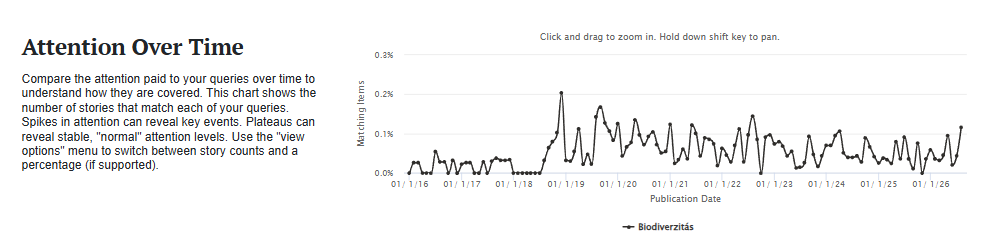 Attention Over Time
Compare the attention paid to your queries over time to
understand how they are covered. This chart shows the
number of stories that match each of your queries.
Spikes in attention can reveal key events. Plateaus can
reveal stable, "normal" attention levels. Use the "view
options" menu to switch between story counts and a
percentage (if supported).
Click and drag to zoom in. Hold down shift key to pan.
Matching Items
0.3%
0.2%
0.1%
0.0%
01/ 1/16 01/ 1/17 01/ 1/18 01/ 1/19 01/ 1/20 01/ 1/21 01/ 1/22 01/ 1/23 01/ 1/24 01/ 1/25 01/ 1/26
Publication Date
Biodiverzitás